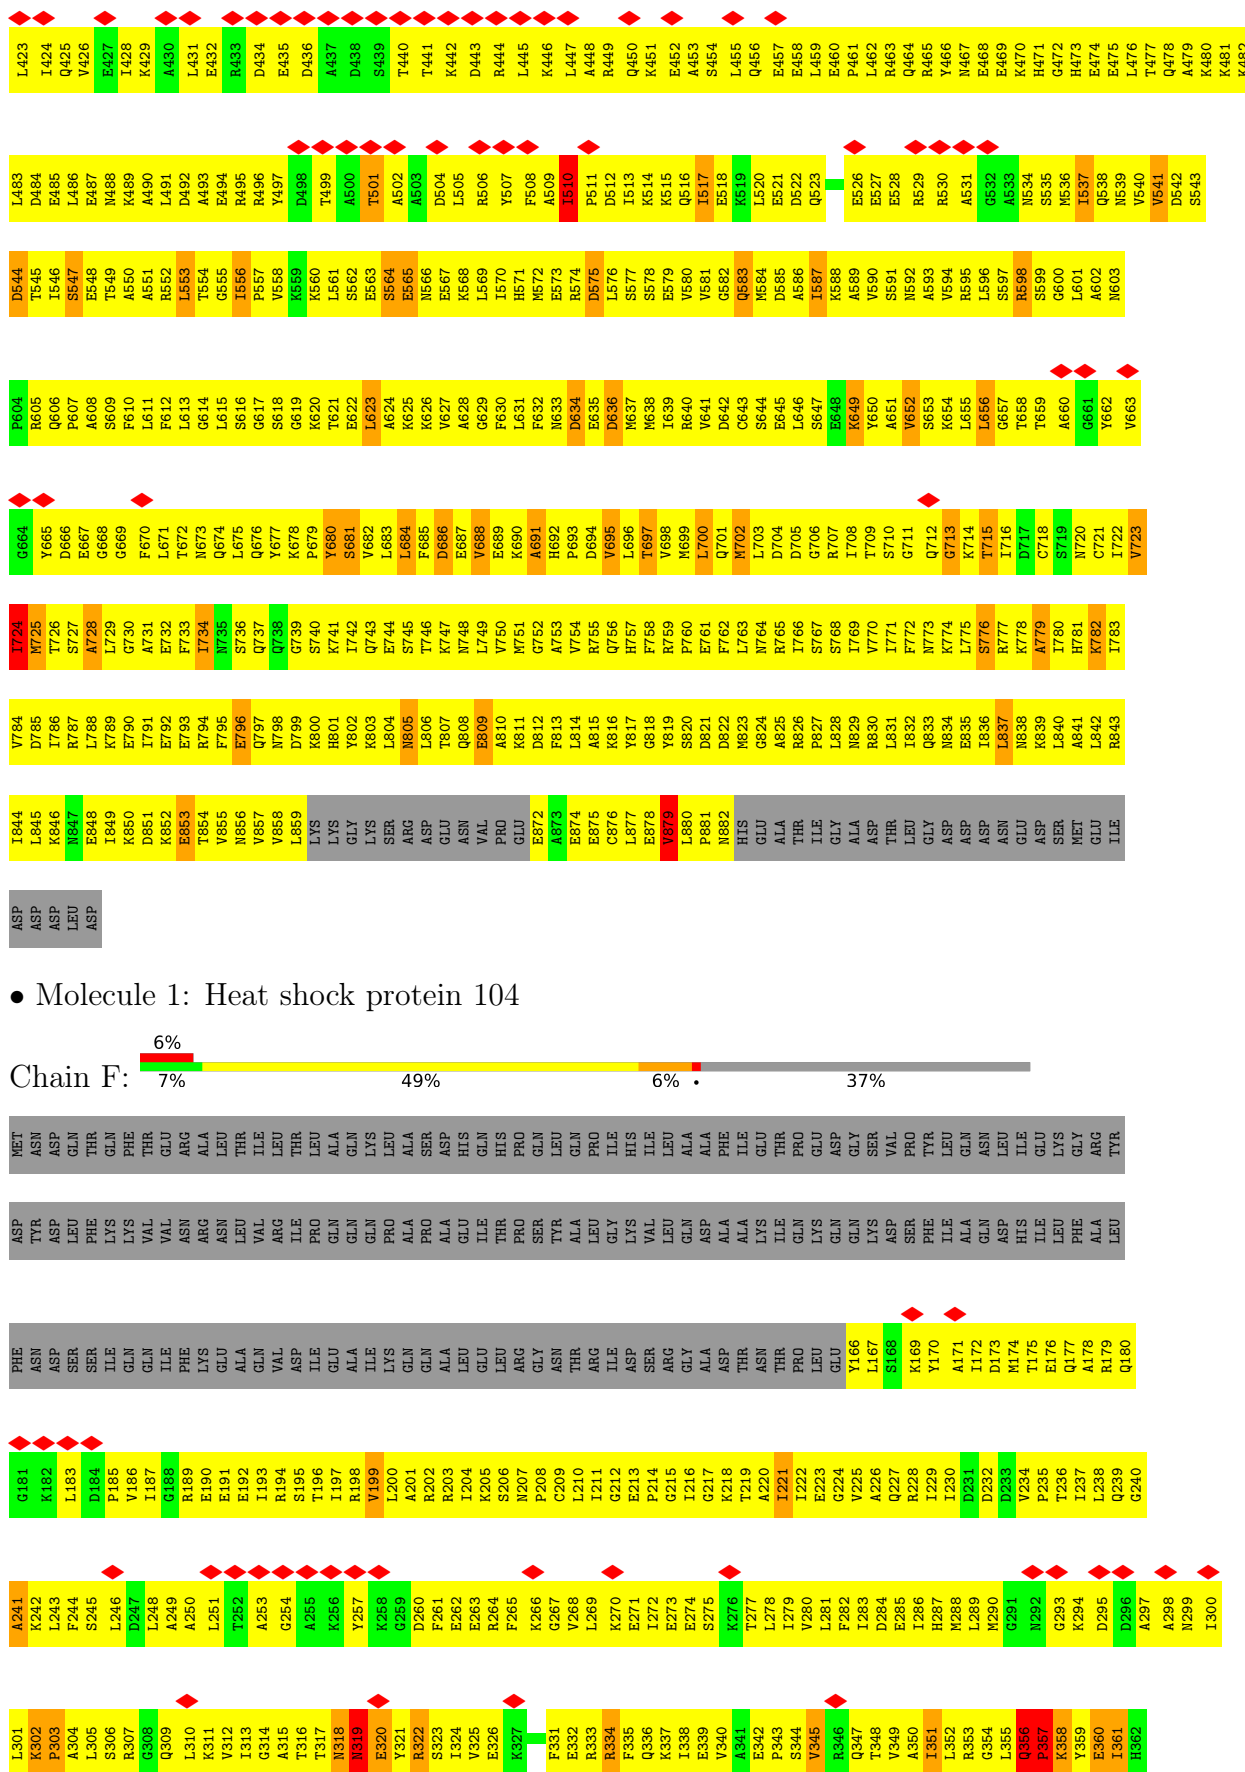 L423 I424 Q425 V426 E427 I428 K429 A430 L431 E432 R433 D434 E435 D436 A437 D438 S439 T440 T441 K442 D443 R444 L445 K446 L447 A448 R449 Q450 K451 E452 A453 S454 L455 Q456 E457 E458 L459 E460 P461 L462 R463 Q464 R465 Y466 N467 E468 E469 K470 H471 G472 H473 E474 E475 L476 T477 Q478 A479 K480 K481 K482
L483 D484 E485 L486 E487 N488 K489 A490 L491 D492 A493 E494 R495 R496 Y497 D498 T499 A500 T501 A502 A503 D504 L505 R506 Y507 F508 A509 I510 P511 D512 I513 K514 K515 Q516 I517 E518 K519 L520 E521 D522 Q523 E526 E527 E528 R529 R530 A531 G532 A533 N534 S535 M536 I537 Q538 N539 V540 V541 D542 S543
D544 T545 I546 S547 E548 T549 A550 A551 R552 L553 T554 G555 I556 P557 V558 K559 K560 L561 S562 E563 S564 E565 N566 E567 K568 L569 I570 H571 M572 E573 R574 D575 L576 S577 S578 E579 V580 V581 G582 Q583 M584 D585 A586 I587 K588 A589 V590 S591 N592 A593 V594 R595 L596 S597 R598 S599 G600 L601 A602 N603
P604 R605 Q606 P607 A608 S609 F610 L611 F612 L613 G614 L615 S616 G617 S618 G619 K620 T621 E622 L623 A624 K625 K626 V627 A628 G629 F630 L631 F632 N633 D634 E635 D636 M637 M638 I639 R640 V641 D642 C643 S644 E645 L646 S647 E648 K649 Y650 A651 V652 S653 K654 L655 L656 G657 T658 T659 A660 G661 Y662 V663
G664 Y665 D666 E667 G668 G669 F670 L671 T672 N673 Q674 L675 Q676 Y677 K678 P679 Y680 S681 V682 L683 L684 F685 D686 E687 V688 E689 K690 A691 H692 P693 D694 V695 L696 T697 V698 M699 L700 Q701 M702 L703 D704 D705 G706 R707 I708 T709 S710 G711 Q712 G713 K714 T715 I716 D717 C718 S719 N720 C721 I722 V723
I724 M725 T726 S727 A728 L729 G730 A731 E732 F733 I734 N735 S736 Q737 Q738 G739 S740 K741 I742 Q743 E744 S745 T746 K747 N748 L749 V750 M751 G752 A753 V754 R755 Q756 H757 F758 R759 P760 E761 F762 L763 N764 R765 I766 S767 S768 I769 V770 I771 F772 N773 K774 L775 S776 R777 K778 A779 I780 H781 K782 I783
V784 D785 I786 R787 L788 K789 E790 I791 E792 E793 R794 F795 E796 Q797 N798 D799 K800 H801 Y802 K803 L804 N805 L806 T807 Q808 E809 A810 K811 D812 F813 L814 A815 K816 Y817 G818 Y819 S820 D821 D822 M823 G824 A825 R826 P827 L828 N829 R830 L831 I832 Q833 N834 E835 I836 L837 N838 K839 L840 A841 L842 R843
I844 L845 K846 N847 E848 I849 K850 D851 K852 E853 T854 V855 N856 V857 V858 L859 LYS LYS GLY LYS SER ARG ASP GLU ASN VAL PRO GLU E872 A873 E874 E875 C876 L877 E878 V879 L880 P881 N882 HIS GLU ALA THR ILE GLY ALA ASP THR LEU GLY ASP ASP ASP ASN GLU ASP SER MET GLU ILE
ASP ASP ASP LEU ASP
• Molecule 1: Heat shock protein 104
6%
Chain F: 7% 49% 6% • 37%
MET ASN ASP GLN THR GLN PHE THR GLU ARG ALA LEU THR ILE LEU THR LEU ALA GLN LYS LEU ALA SER ASP HIS GLN HIS PRO GLN LEU GLN PRO ILE HIS ILE LEU ALA ALA PHE ILE GLU THR PRO GLU ASP GLY SER VAL PRO TYR LEU GLN ASN LEU ILE GLU LYS GLY ARG TYR
ASP TYR ASP LEU PHE LYS LYS VAL VAL ASN ARG ASN LEU VAL ARG ILE PRO GLN GLN GLN PRO ALA PRO ALA GLU ILE THR PRO SER TYR ALA LEU GLY LYS VAL LEU GLN ASP ALA ALA LYS ILE GLN LYS GLN GLN LYS ASP SER PHE ILE ALA GLN ASP HIS ILE LEU PHE ALA LEU
PHE ASN ASP SER SER ILE GLN GLN ILE PHE LYS GLU ALA GLN VAL ASP ILE GLU ALA ILE LYS GLN GLN ALA LEU GLU LEU ARG GLY ASN THR ARG ILE ASP SER ARG GLY ALA ASP THR ASN THR PRO LEU GLU Y166 L167 S168 K169 Y170 A171 I172 D173 M174 T175 E176 Q177 A178 R179 Q180
G181 K182 L183 D184 P185 V186 I187 G188 R189 E190 E191 E192 I193 R194 S195 T196 I197 R198 V199 L200 A201 R202 R203 I204 K205 S206 N207 P208 C209 L210 I211 G212 E213 P214 G215 I216 G217 K218 T219 A220 I221 I222 E223 G224 V225 A226 Q227 R228 I229 I230 D231 D232 D233 V234 P235 T236 I237 L238 Q239 G240
A241 K242 L243 F244 S245 L246 D247 L248 A249 A250 L251 T252 A253 G254 A255 K256 Y257 K258 G259 D260 F261 E262 E263 R264 F265 K266 G267 V268 L269 K270 E271 I272 E273 E274 S275 K276 T277 L278 I279 V280 L281 F282 I283 D284 E285 I286 H287 M288 L289 M290 G291 N292 G293 K294 D295 D296 A297 A298 N299 I300
L301 K302 P303 A304 L305 S306 R307 G308 Q309 L310 K311 V312 I313 G314 A315 T316 T317 N318 N319 E320 Y321 R322 S323 I324 V325 E326 K327 F331 E332 R333 R334 F335 Q336 K337 I338 E339 V340 A341 E342 P343 S344 V345 R346 Q347 T348 V349 A350 I351 L352 R353 G354 L355 Q356 P357 K358 Y359 E360 I361 H362